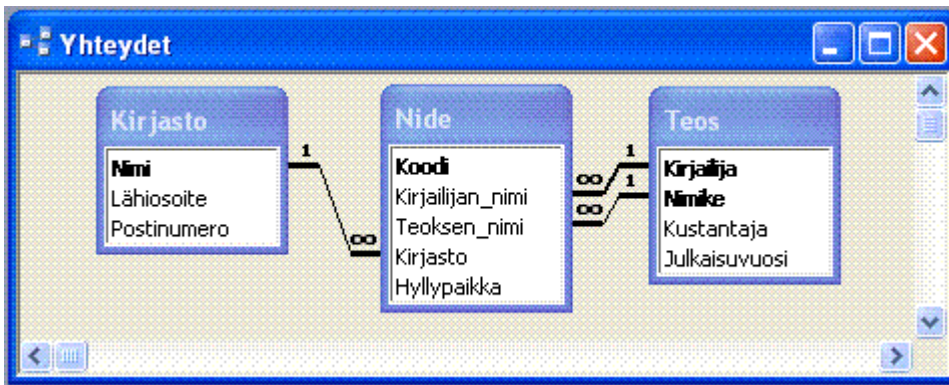 Yhteydet
Kirjasto
Nimi
Lähiosoite
Postinumero
1
∞
Nide
Koodi
Kirjailijan_nimi
Teoksen_nimi
Kirjasto
Hyllypaikka
∞
1
∞
1
Teos
Kirjailija
Nimike
Kustantaja
Julkaisuvuosi